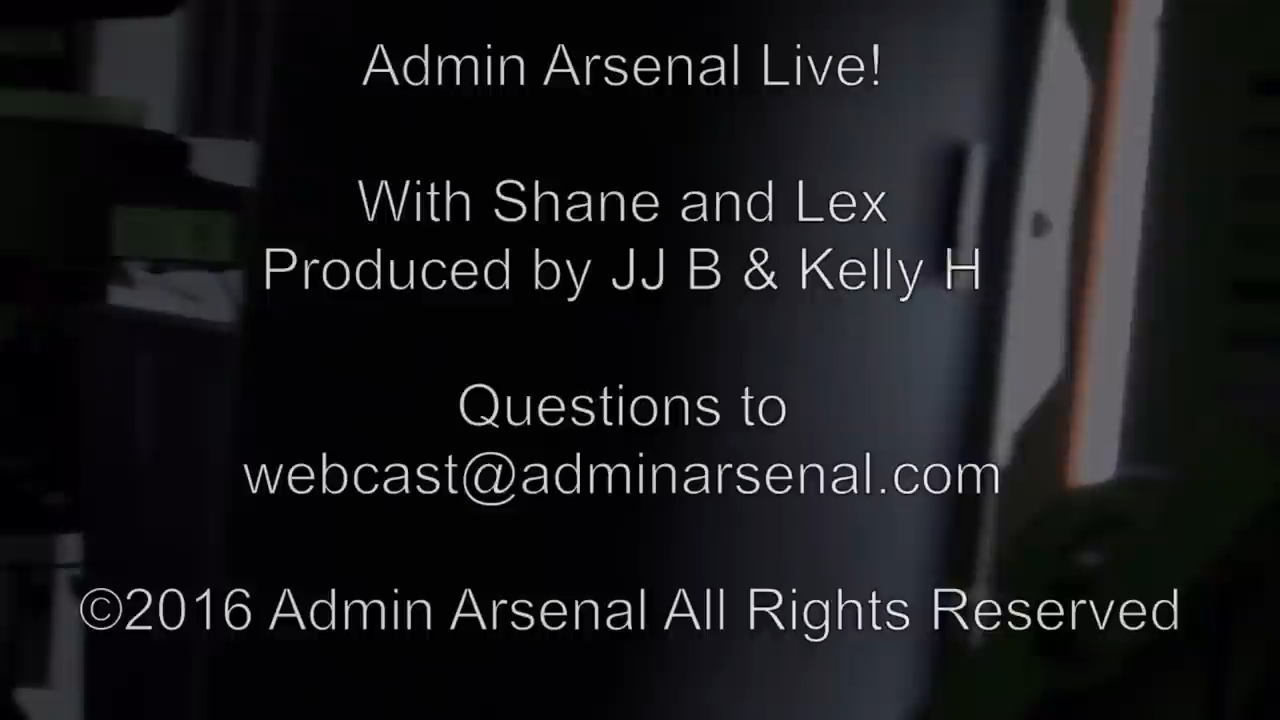 Admin Arsenal Live!
With Shane and Lex
Produced by JJ B & Kelly H
Questions to
webcast@adminarsenal.com
©2016 Admin Arsenal All Rights Reserved